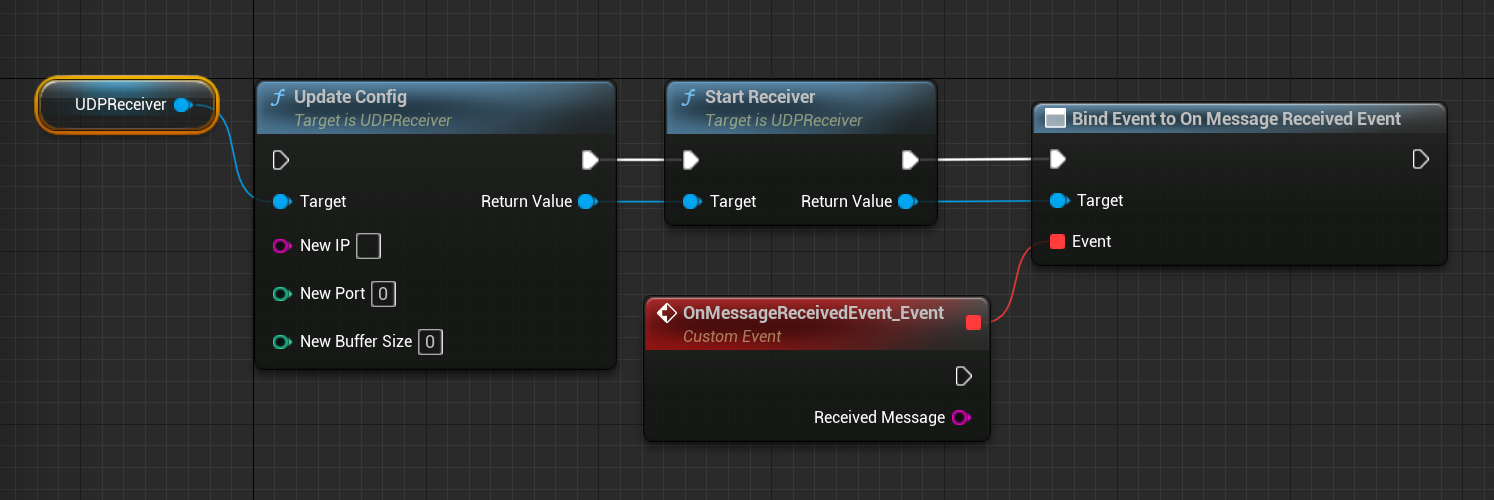 UDPReceiver
f Update Config
Target is UDPReceiver
Target
Return Value
New IP
New Port 0
New Buffer Size 0
f Start Receiver
Target is UDPReceiver
Target
Return Value
Bind Event to On Message Received Event
Target
Event
OnMessageReceivedEvent_Event
Custom Event
Received Message